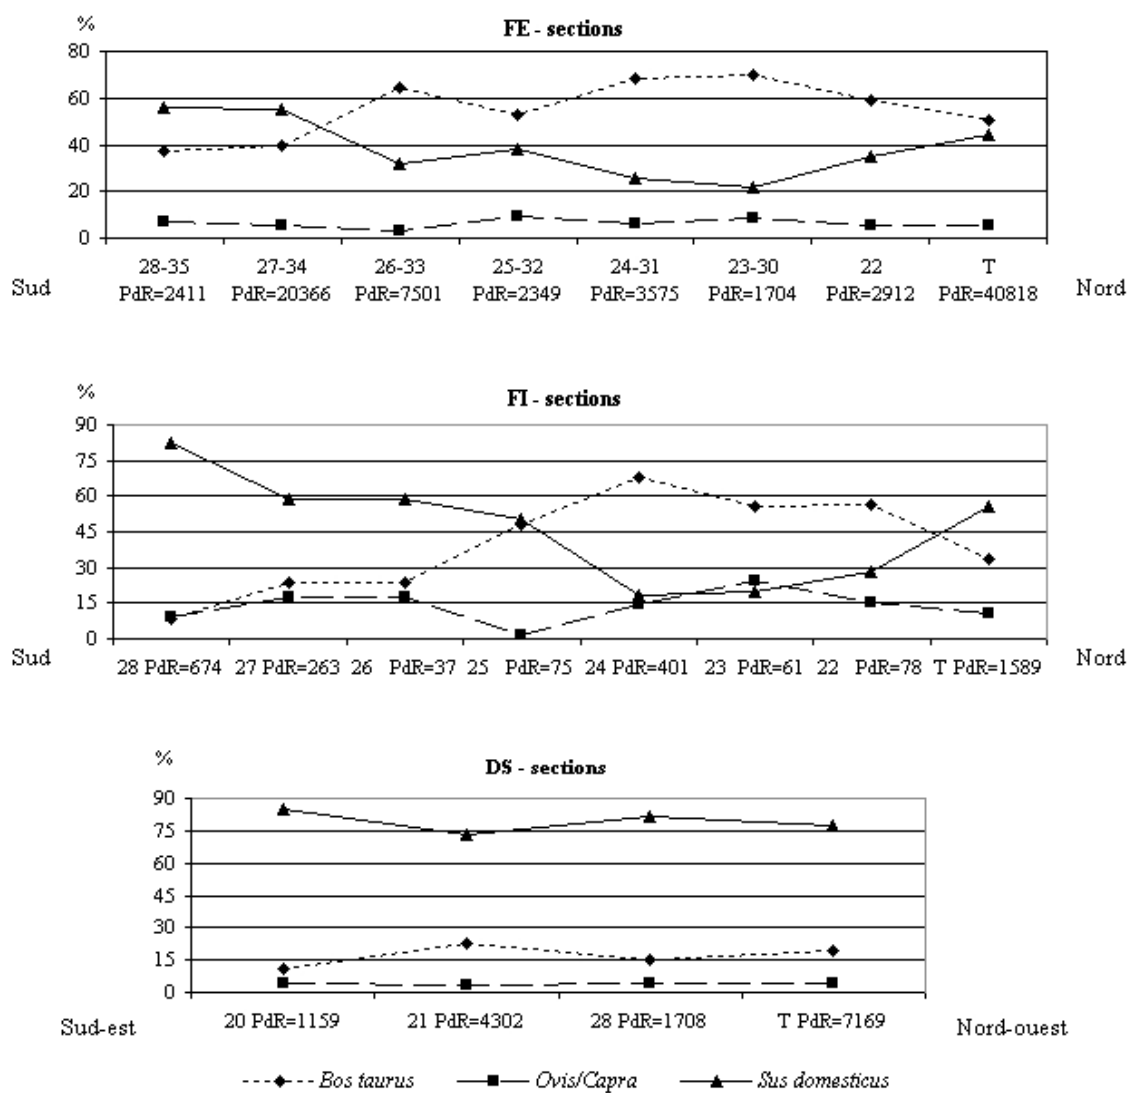 %
FE - sections
80
60
40
20
0
28-35 27-34 26-33 25-32 24-31 23-30 22 T
Sud PdR=2411 PdR=20366 PdR=7501 PdR=2349 PdR=3575 PdR=1704 PdR=2912 PdR=40818 Nord
%
FI - sections
90
75
60
45
30
15
0
Sud 28 PdR=674 27 PdR=263 26 PdR=37 25 PdR=75 24 PdR=401 23 PdR=61 22 PdR=78 T PdR=1589 Nord
%
DS - sections
90
75
60
45
30
15
0
Sud-est 20 PdR=1159 21 PdR=4302 28 PdR=1708 T PdR=7169 Nord-ouest
Bos taurus Ovis/Capra Sus domesticus